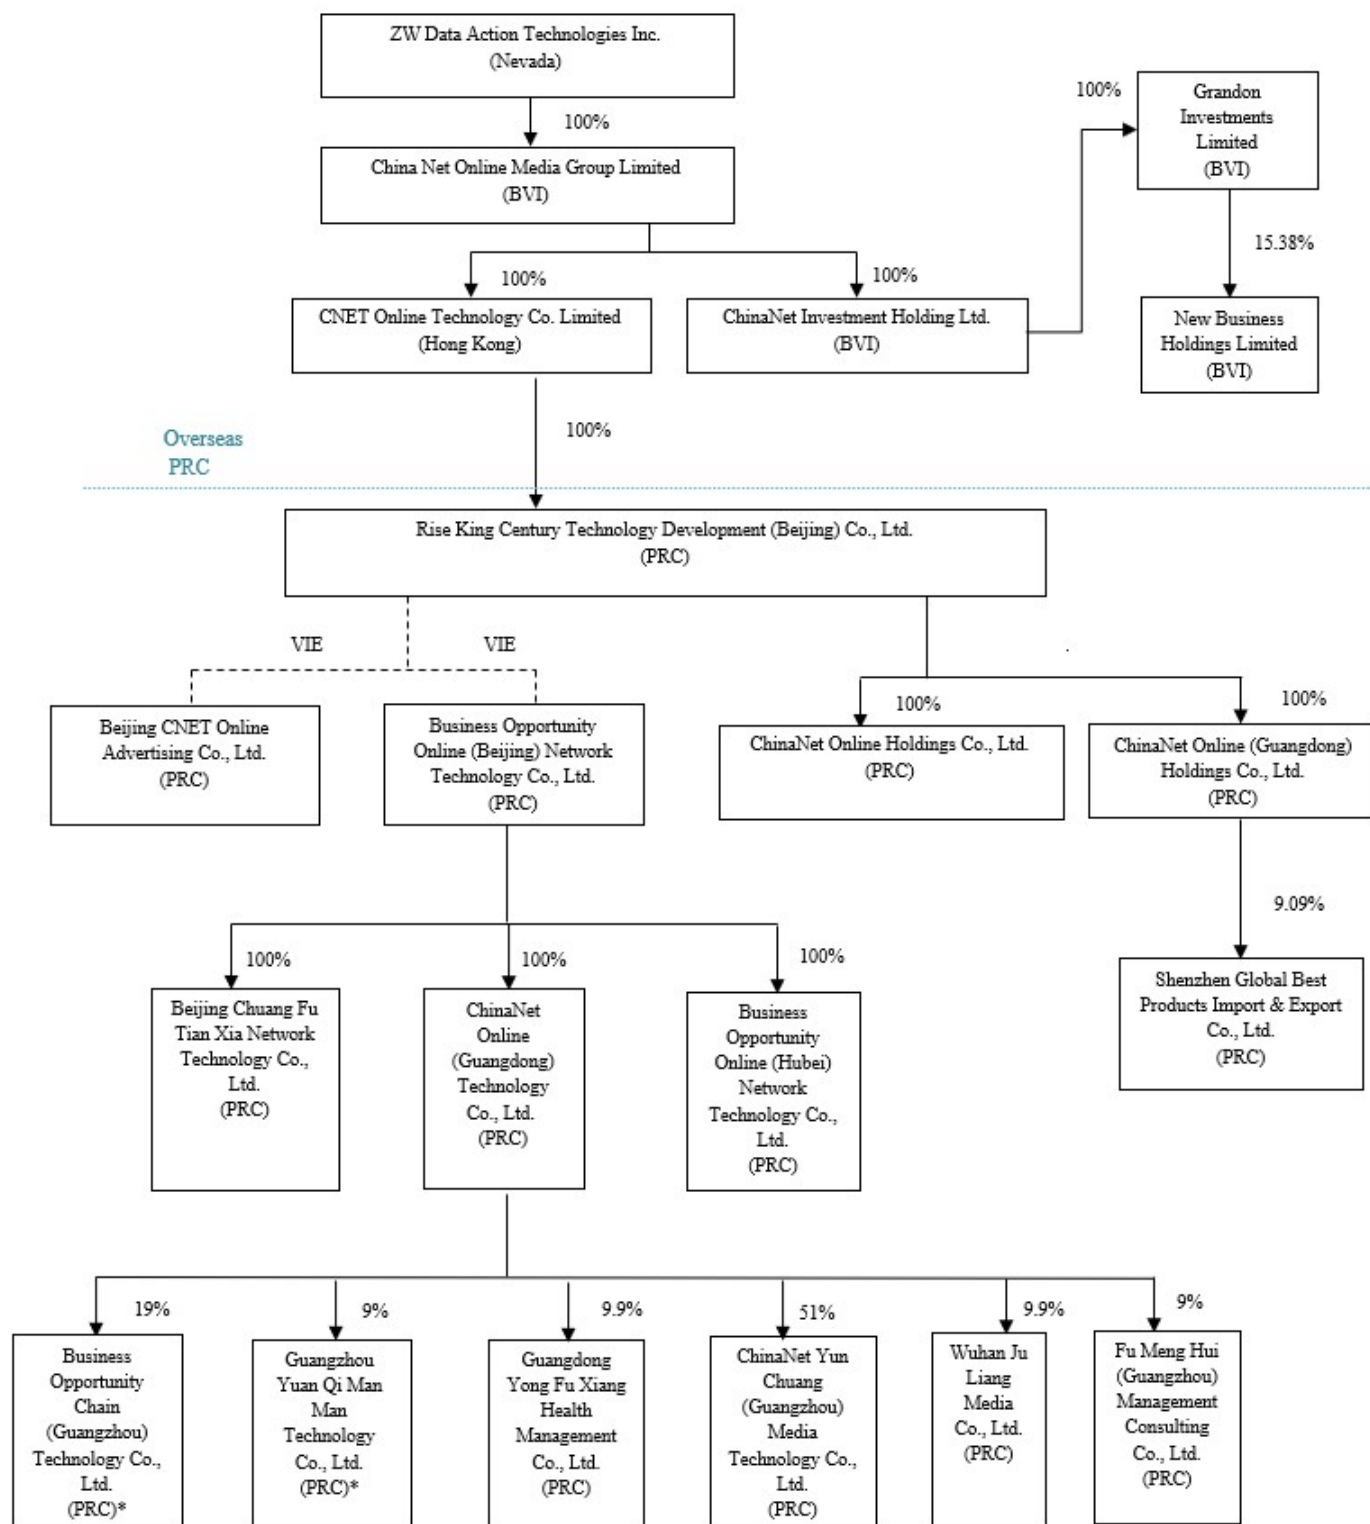 ZW Data Action Technologies Inc.
(Nevada)
100%
China Net Online Media Group Limited
(BVI)
100%
Grandon
Investments
Limited
(BVI)
15.38%
100%
100%
CNET Online Technology Co. Limited
(Hong Kong)
ChinaNet Investment Holding Ltd.
(BVI)
New Business
Holdings Limited
(BVI)
100%
Overseas
PRC
Rise King Century Technology Development (Beijing) Co., Ltd.
(PRC)
VIE
VIE
100%
100%
Beijing CNET Online
Advertising Co., Ltd.
(PRC)
Business Opportunity
Online (Beijing) Network
Technology Co., Ltd.
(PRC)
ChinaNet Online Holdings Co., Ltd.
(PRC)
ChinaNet Online (Guangdong)
Holdings Co., Ltd.
(PRC)
9.09%
100%
100%
100%
Beijing Chuang Fu
Tian Xia Network
Technology Co.,
Ltd.
(PRC)
ChinaNet
Online
(Guangdong)
Technology
Co., Ltd.
(PRC)
Business
Opportunity
Online (Hubei)
Network
Technology Co.,
Ltd.
(PRC)
Shenzhen Global Best
Products Import & Export
Co., Ltd.
(PRC)
19%
9%
9.9%
51%
9.9%
9%
Business
Opportunity
Chain
(Guangzhou)
Technology Co.,
Ltd.
(PRC)*
Guangzhou
Yuan Qi Man
Man
Technology
Co., Ltd.
(PRC)*
Guangdong
Yong Fu Xiang
Health
Management
Co., Ltd.
(PRC)
ChinaNet Yun
Chuang
(Guangzhou)
Media
Technology Co.,
Ltd.
(PRC)
Wuhan Ju
Liang
Media
Co., Ltd.
(PRC)
Fu Meng Hui
(Guangzhou)
Management
Consulting
Co., Ltd.
(PRC)